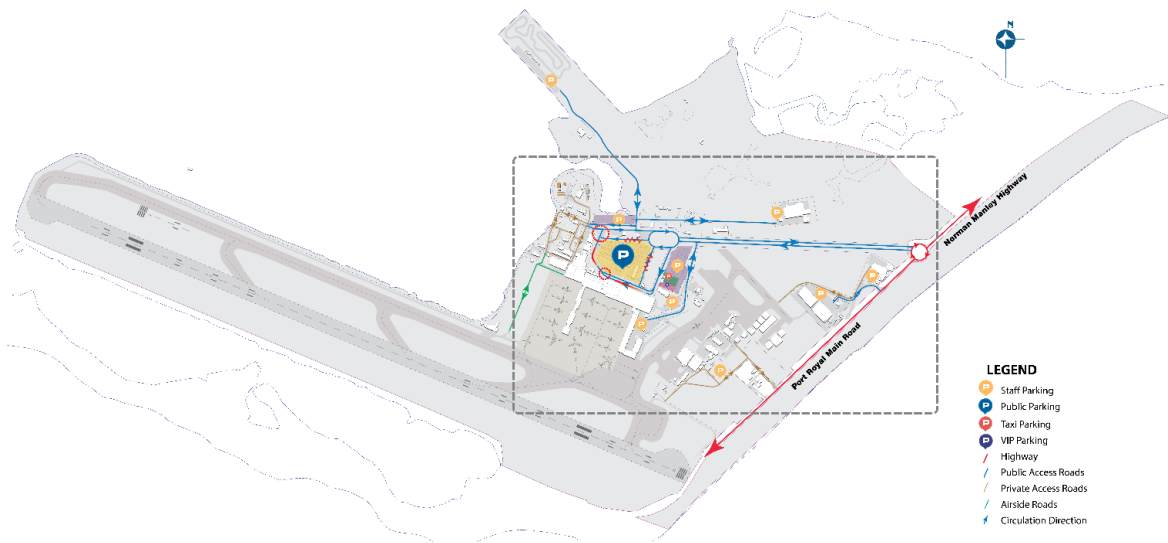 N
P
P
P
P
P
P
P
P
P
P
Norman Manley Highway
Port Royal Main Road
LEGEND
P Staff Parking
P Public Parking
P Taxi Parking
P VIP Parking
Highway
Public Access Roads
Private Access Roads
Airside Roads
Circulation Direction